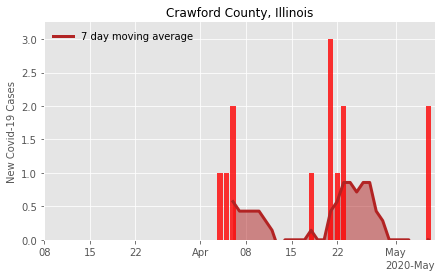 Crawford County, Illinois
7 day moving average
New Covid-19 Cases
3.0
2.5
2.0
1.5
1.0
0.5
0.0
08 15 22 Apr 08 15 22 May
2020-May